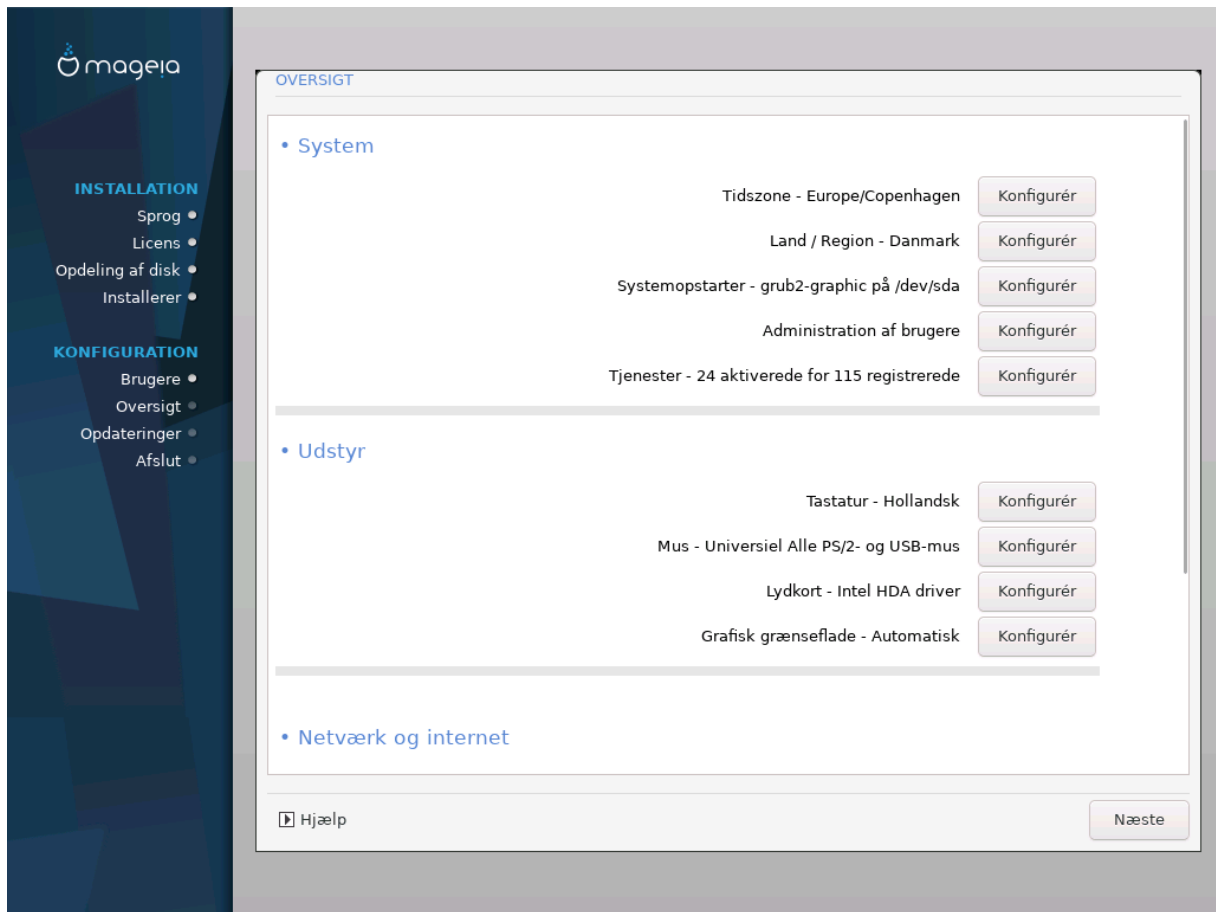 mageia
INSTALLATION
Sprog
Licens
Opdeling af disk
Installerer
KONFIGURATION
Brugere
Oversigt
Opdateringer
Afslut
OVERSIGT
• System
Tidszone - Europe/Copenhagen Konfigurér
Land / Region - Danmark Konfigurér
Systemopstarter - grub2-graphic på /dev/sda Konfigurér
Administration af brugere Konfigurér
Tjenester - 24 aktiverede for 115 registrerede Konfigurér
• Udstyr
Tastatur - Hollandsk Konfigurér
Mus - Universiel Alle PS/2- og USB-mus Konfigurér
Lydkort - Intel HDA driver Konfigurér
Grafisk grænseflade - Automatisk Konfigurér
• Netværk og internet
Hjælp Næste